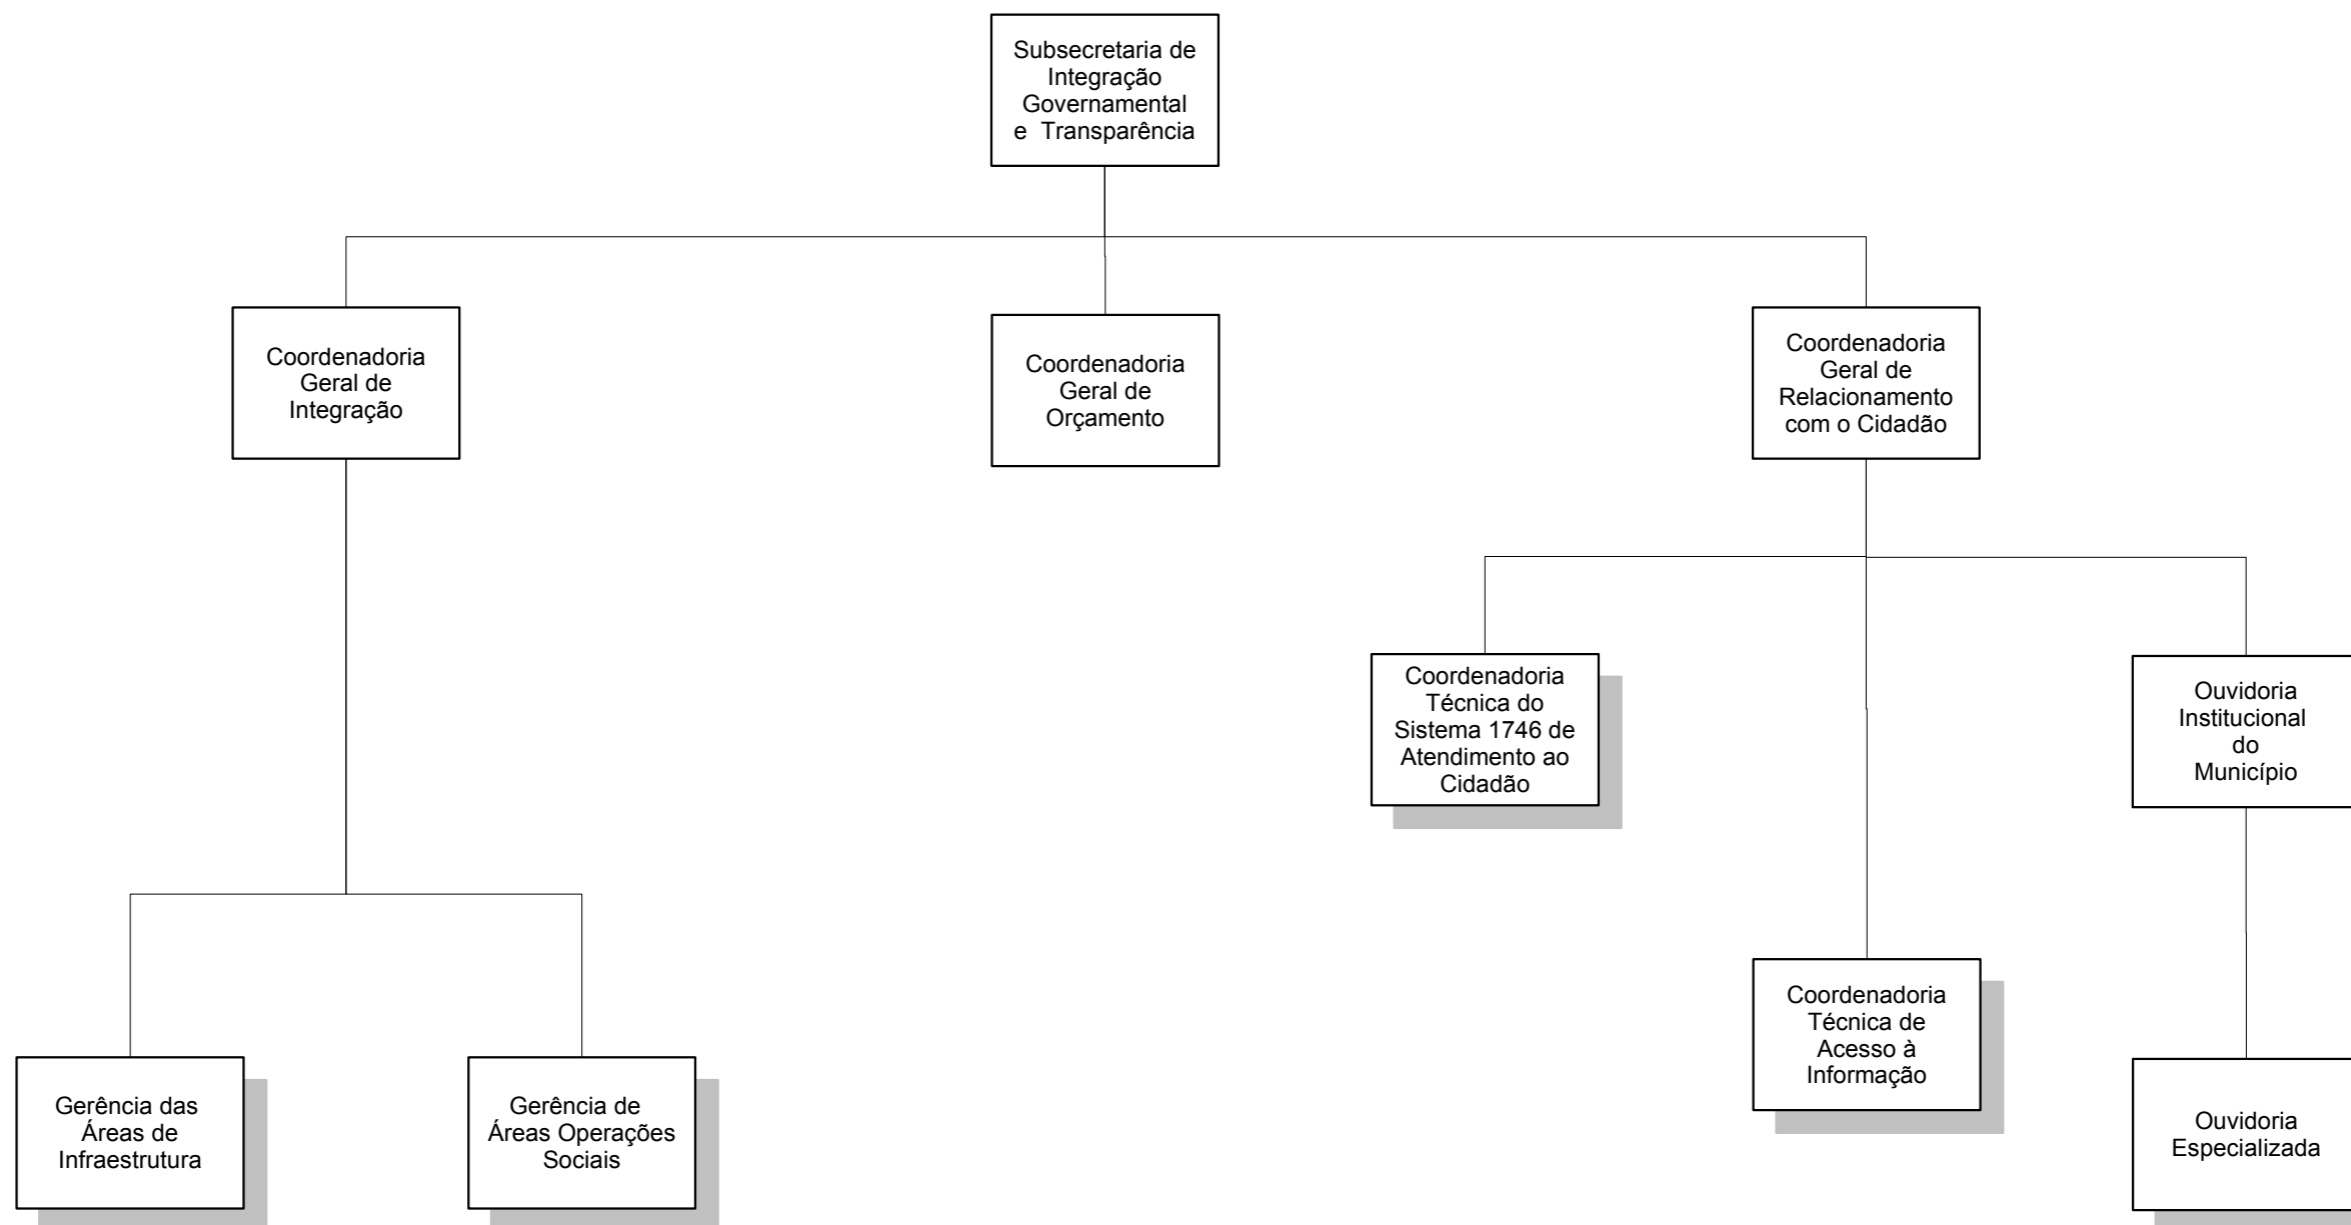 Subsecretaria de
Integração
Governamental
e Transparência
Coordenadoria
Geral de
Integração
Coordenadoria
Geral de
Orçamento
Coordenadoria
Geral de
Relacionamento
com o Cidadão
Coordenadoria
Técnica do
Sistema 1746 de
Atendimento ao
Cidadão
Ouvidoria
Institucional
do
Município
Coordenadoria
Técnica de
Acesso à
Informação
Gerência das
Áreas de
Infraestrutura
Gerência de
Áreas Operações
Sociais
Ouvidoria
Especializada